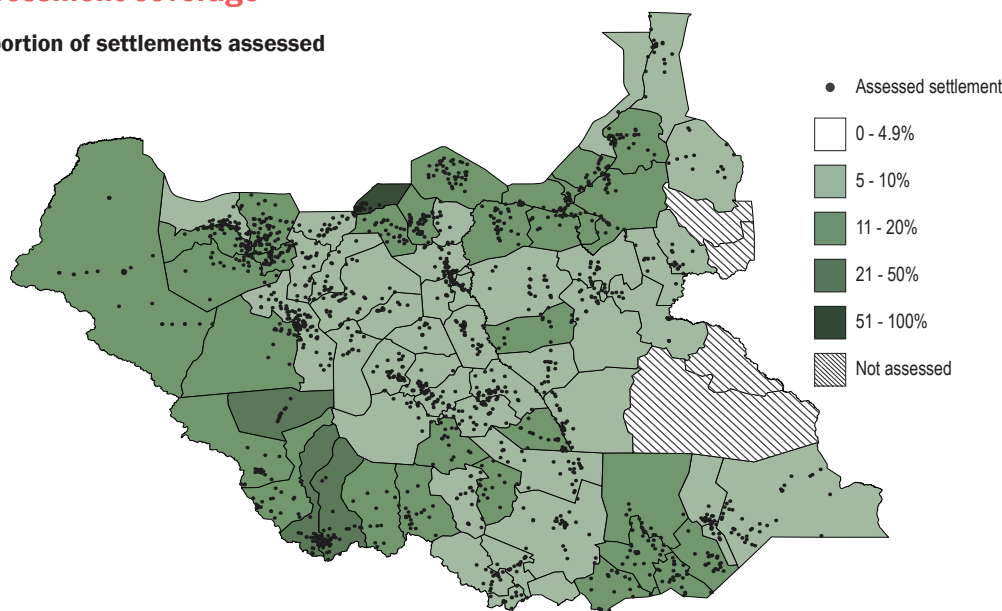 coverage
portion of settlements assessed
Assessed settlement
0 - 4.9%
5 - 10%
11 - 20%
21 - 50%
51 - 100%
Not assessed